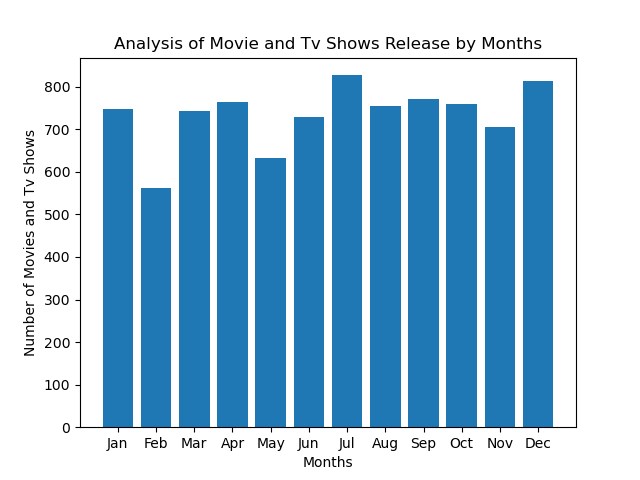 Analysis of Movie and Tv Shows Release by Months
Number of Movies and Tv Shows
800
700
600
500
400
300
200
100
0
Jan Feb Mar Apr May Jun Jul Aug Sep Oct Nov Dec
Months